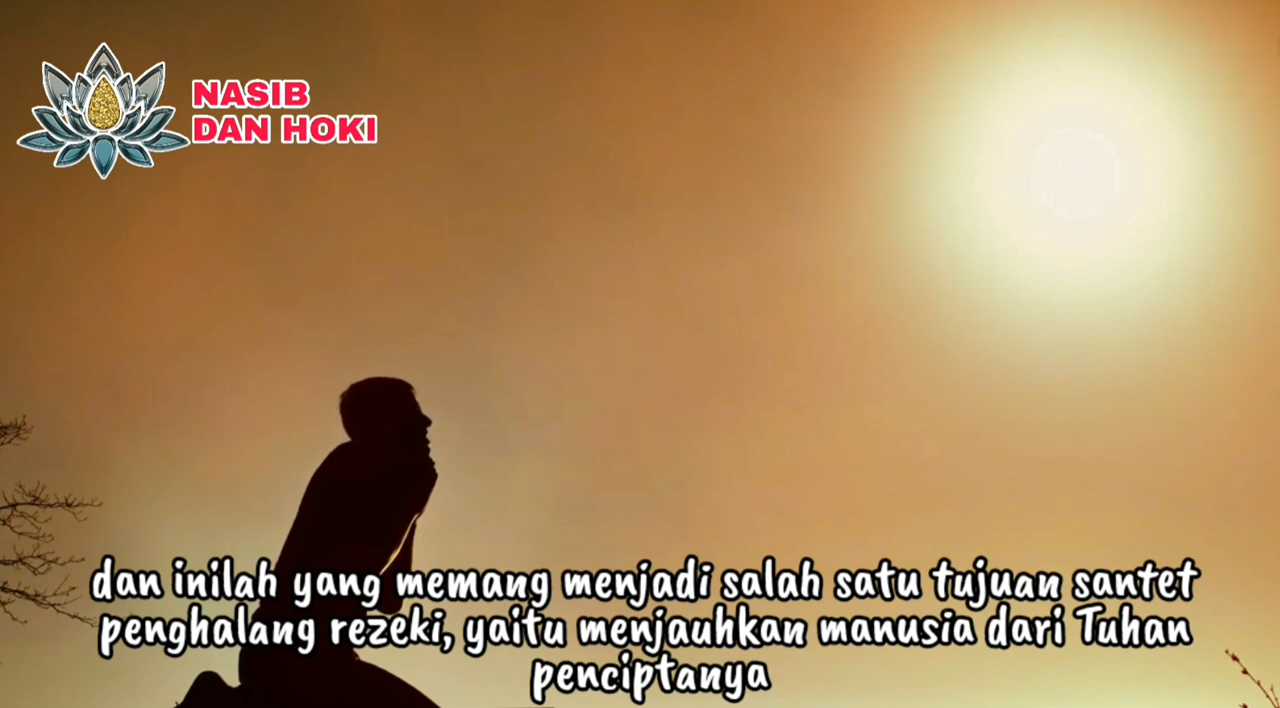 NASIB
DAN HOKI
dan inilah yang memang menjadi salah satu tujuan santet
penghalang rezeki, yaitu menjauhkan manusia dari Tuhan
penciptanya